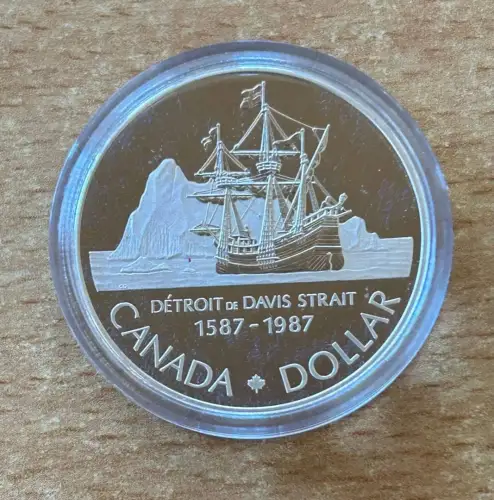 DÉTROIT DE DAVIS STRAIT
1587-1987
CANADA DOLLAR